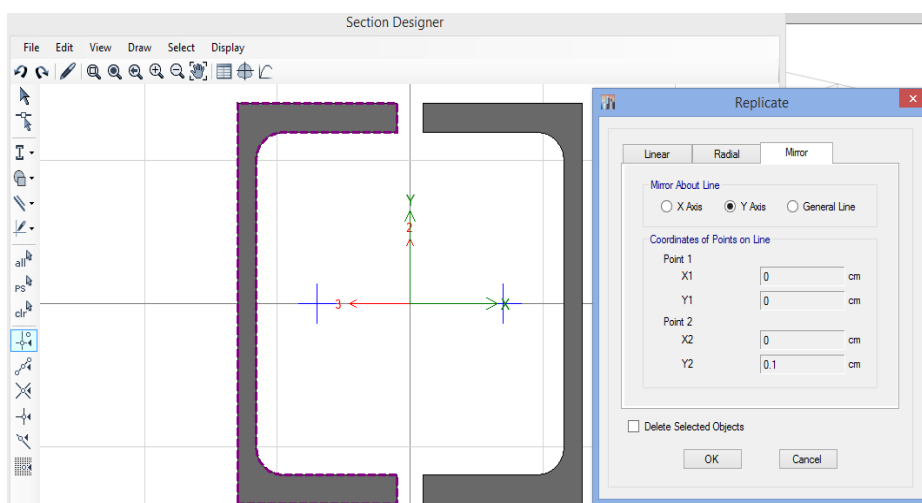 Section Designer
File Edit View Draw Select Display
all
PS
clr
Y
2
3
X
Replicate
Linear Radial Mirror
Mirror About Line
X Axis Y Axis General Line
Coordinates of Points on Line
Point 1
X1 0 cm
Y1 0 cm
Point 2
X2 0 cm
Y2 0.1 cm
Delete Selected Objects
OK Cancel